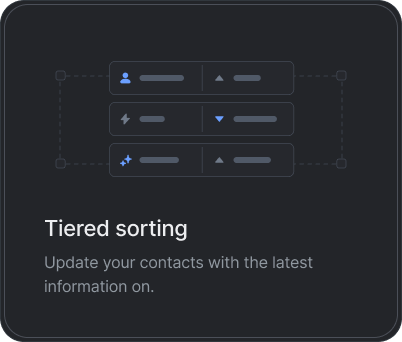 Tiered sorting
Update your contacts with the latest
information on.